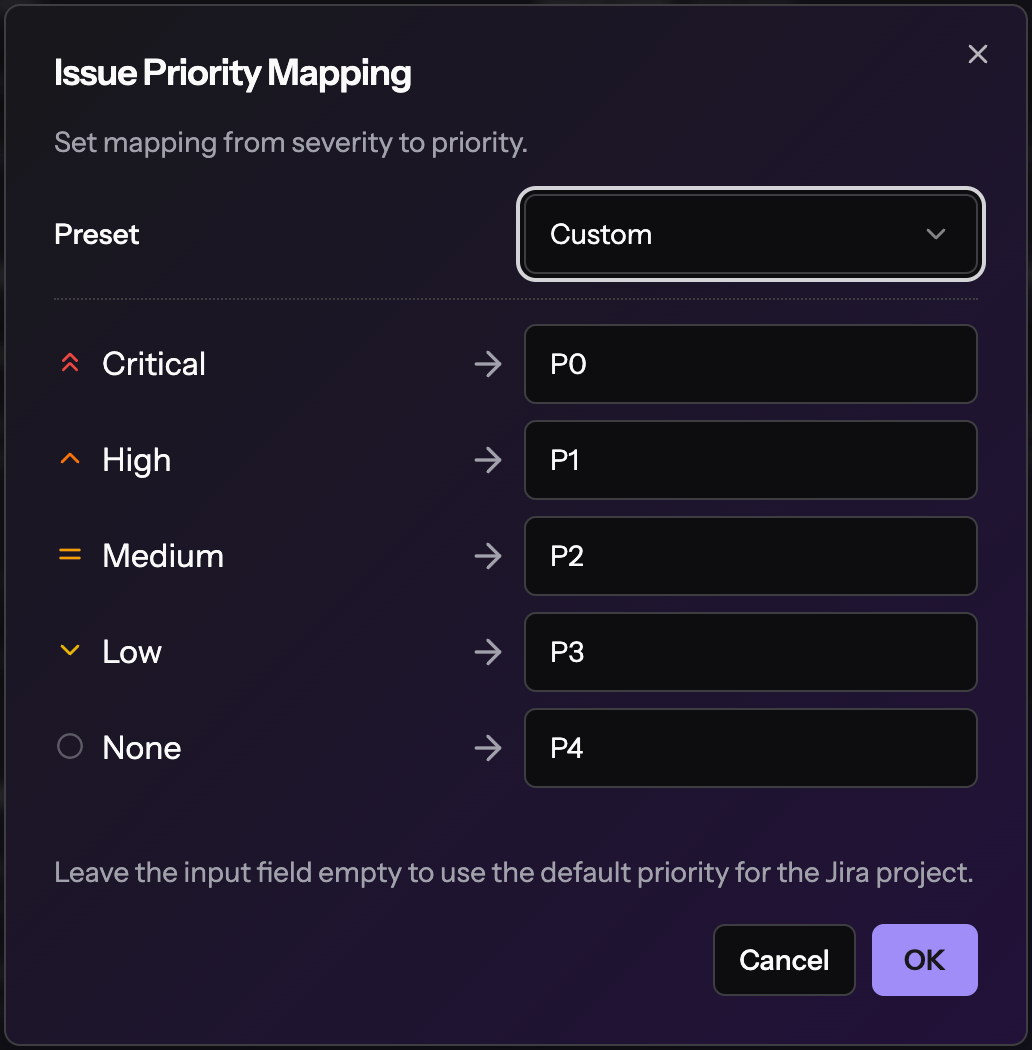 Issue Priority Mapping
Set mapping from severity to priority.
Preset
Custom
Critical
P0
High
P1
Medium
P2
Low
P3
None
P4
Leave the input field empty to use the default priority for the Jira project.
Cancel
OK